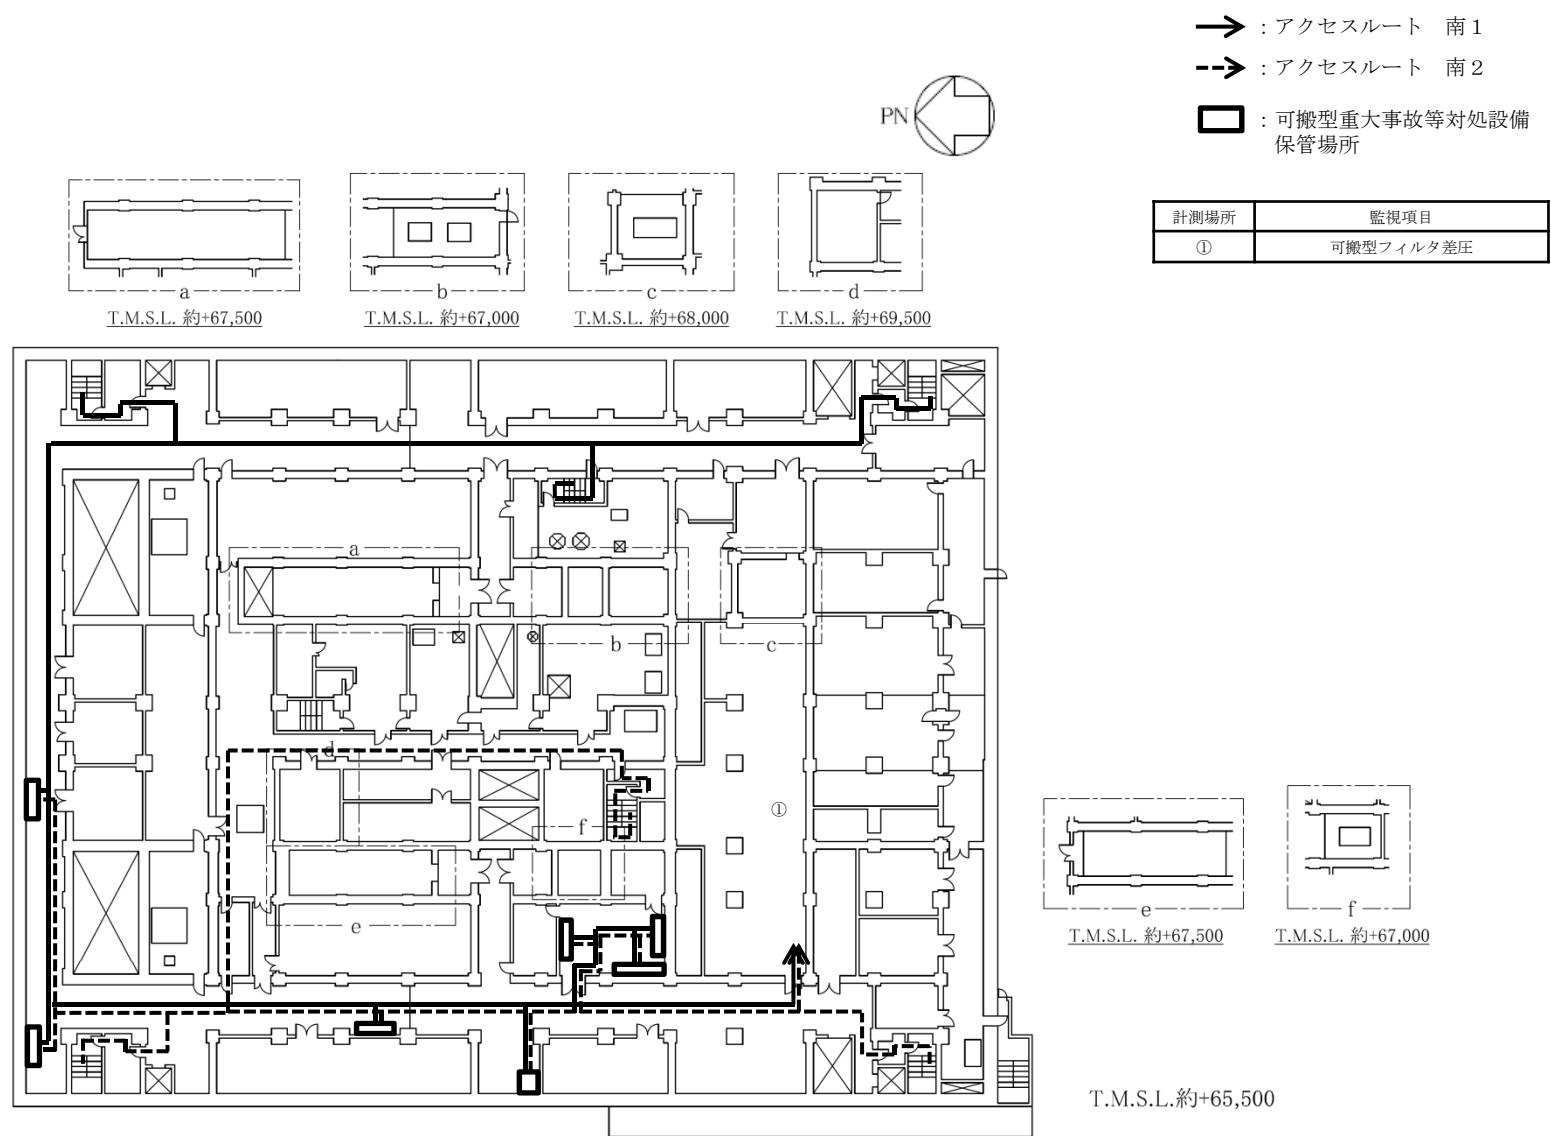 ：アクセスルート　南１
：アクセスルート　南２
：可搬型重大事故等対処設備
保管場所
PN
計測場所 監視項目
① 可搬型フィルタ差圧
a
T.M.S.L. 約+67,500
b
T.M.S.L. 約+67,000
c
T.M.S.L. 約+68,000
d
T.M.S.L. 約+69,500
a
b
c
d
①
f
e
e
T.M.S.L. 約+67,500
f
T.M.S.L. 約+67,000
T.M.S.L.約+65,500